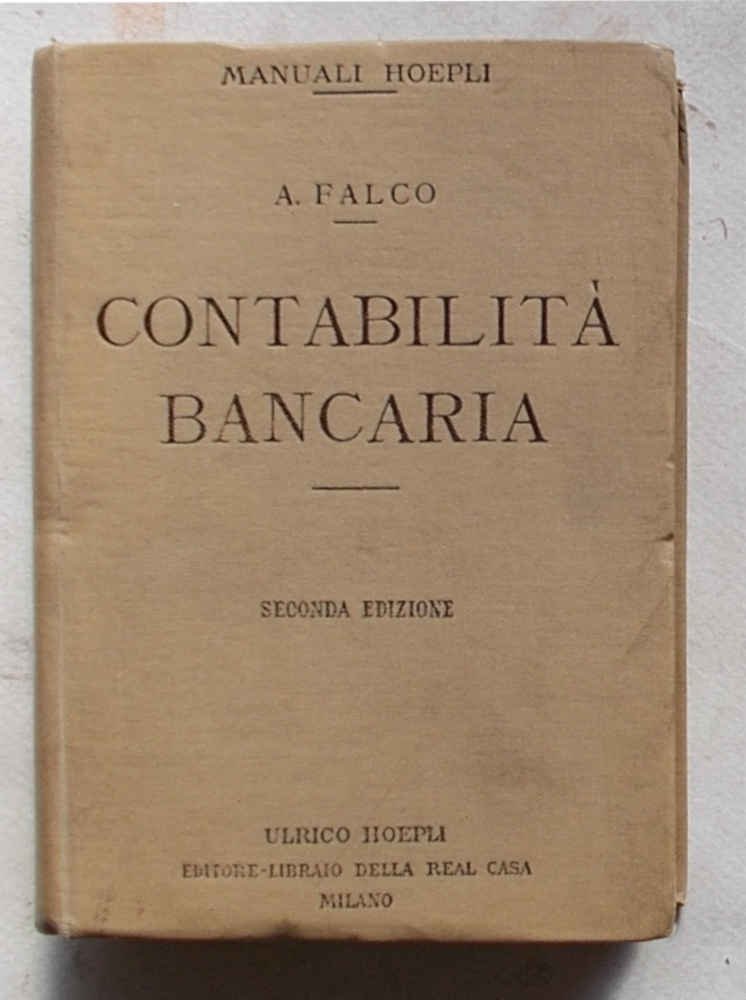 MANUALI HOEPLI
A. FALCO
CONTABILITÀ
BANCARIA
SECONDA EDIZIONE
ULRICO HOEPLI
EDITORE-LIBRAIO DELLA REAL CASA
MILANO